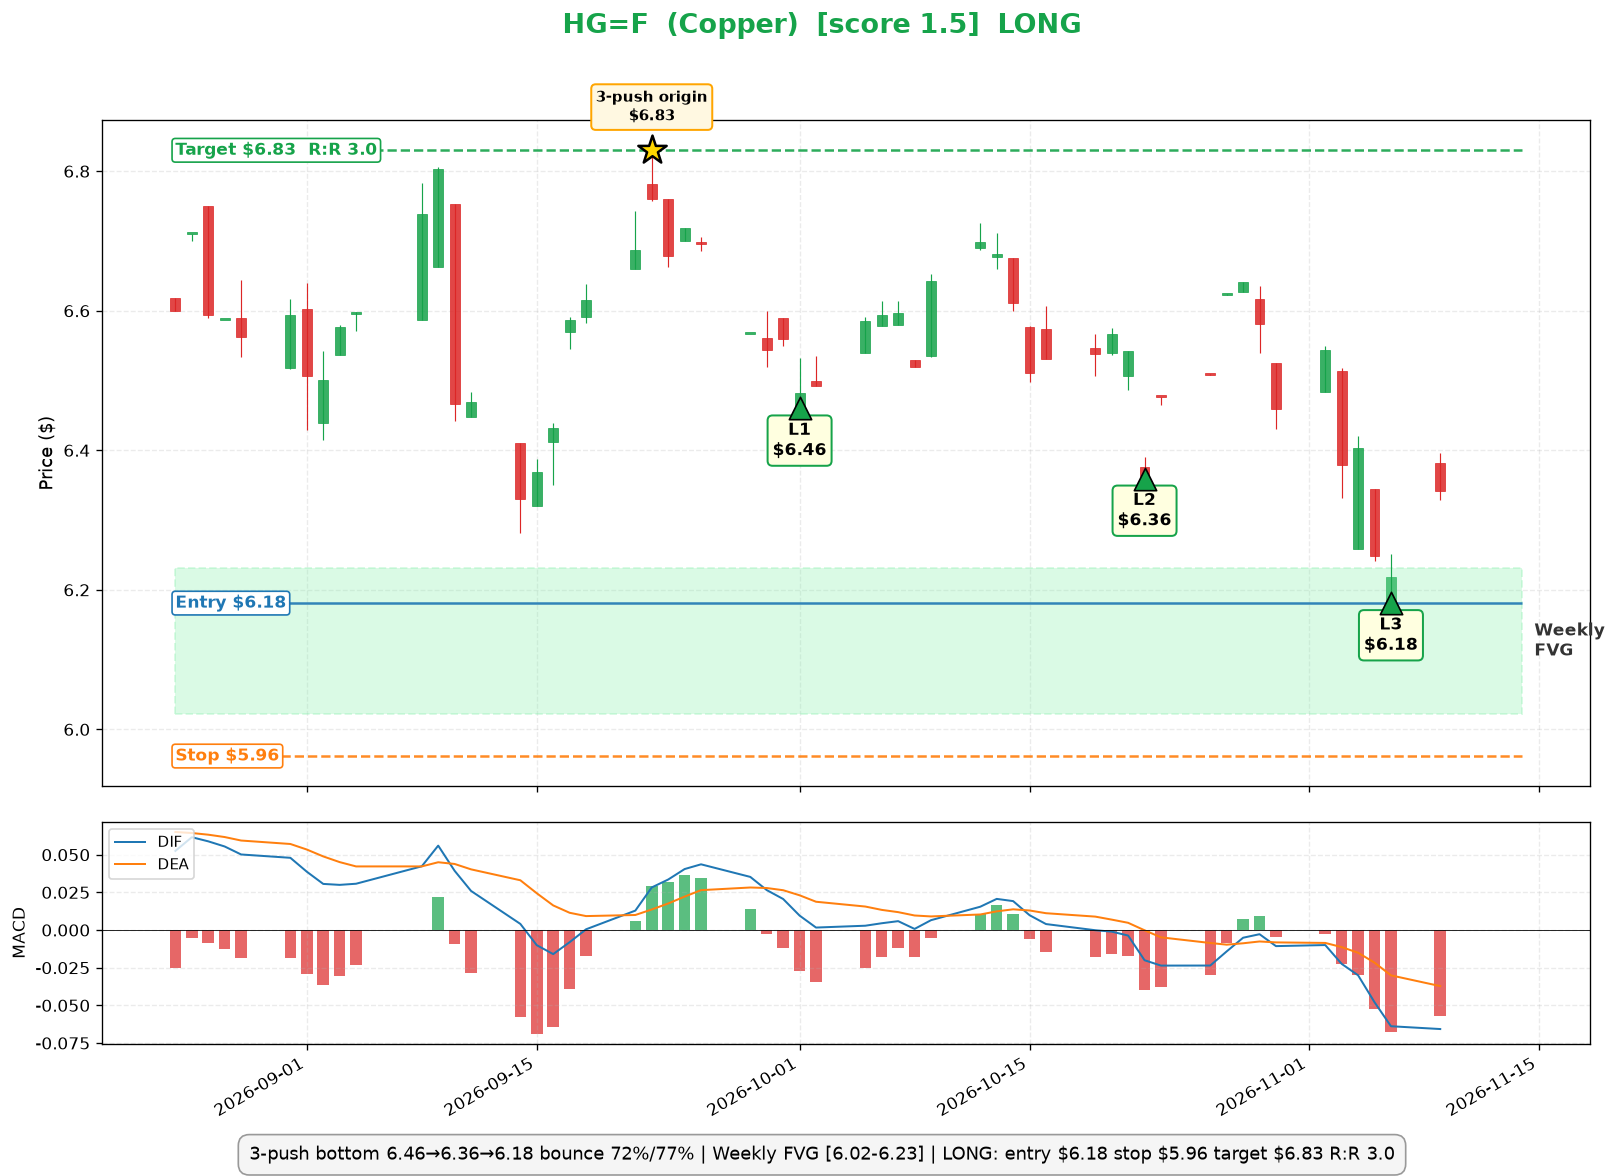 HG=F  (Copper)  [score 1.5]  LONG
3-push origin
$6.83
Target $6.83  R:R 3.0
6.8
6.6
6.4
6.2
6.0
Price ($)
L1
$6.46
L2
$6.36
Entry $6.18
L3
$6.18
Weekly
FVG
Stop $5.96
DIF
DEA
0.050
0.025
0.000
-0.025
-0.050
-0.075
MACD
2026-09-01
2026-09-15
2026-10-01
2026-10-15
2026-11-01
2026-11-15
3-push bottom 6.46→6.36→6.18 bounce 72%/77% | Weekly FVG [6.02-6.23] | LONG: entry $6.18 stop $5.96 target $6.83 R:R 3.0